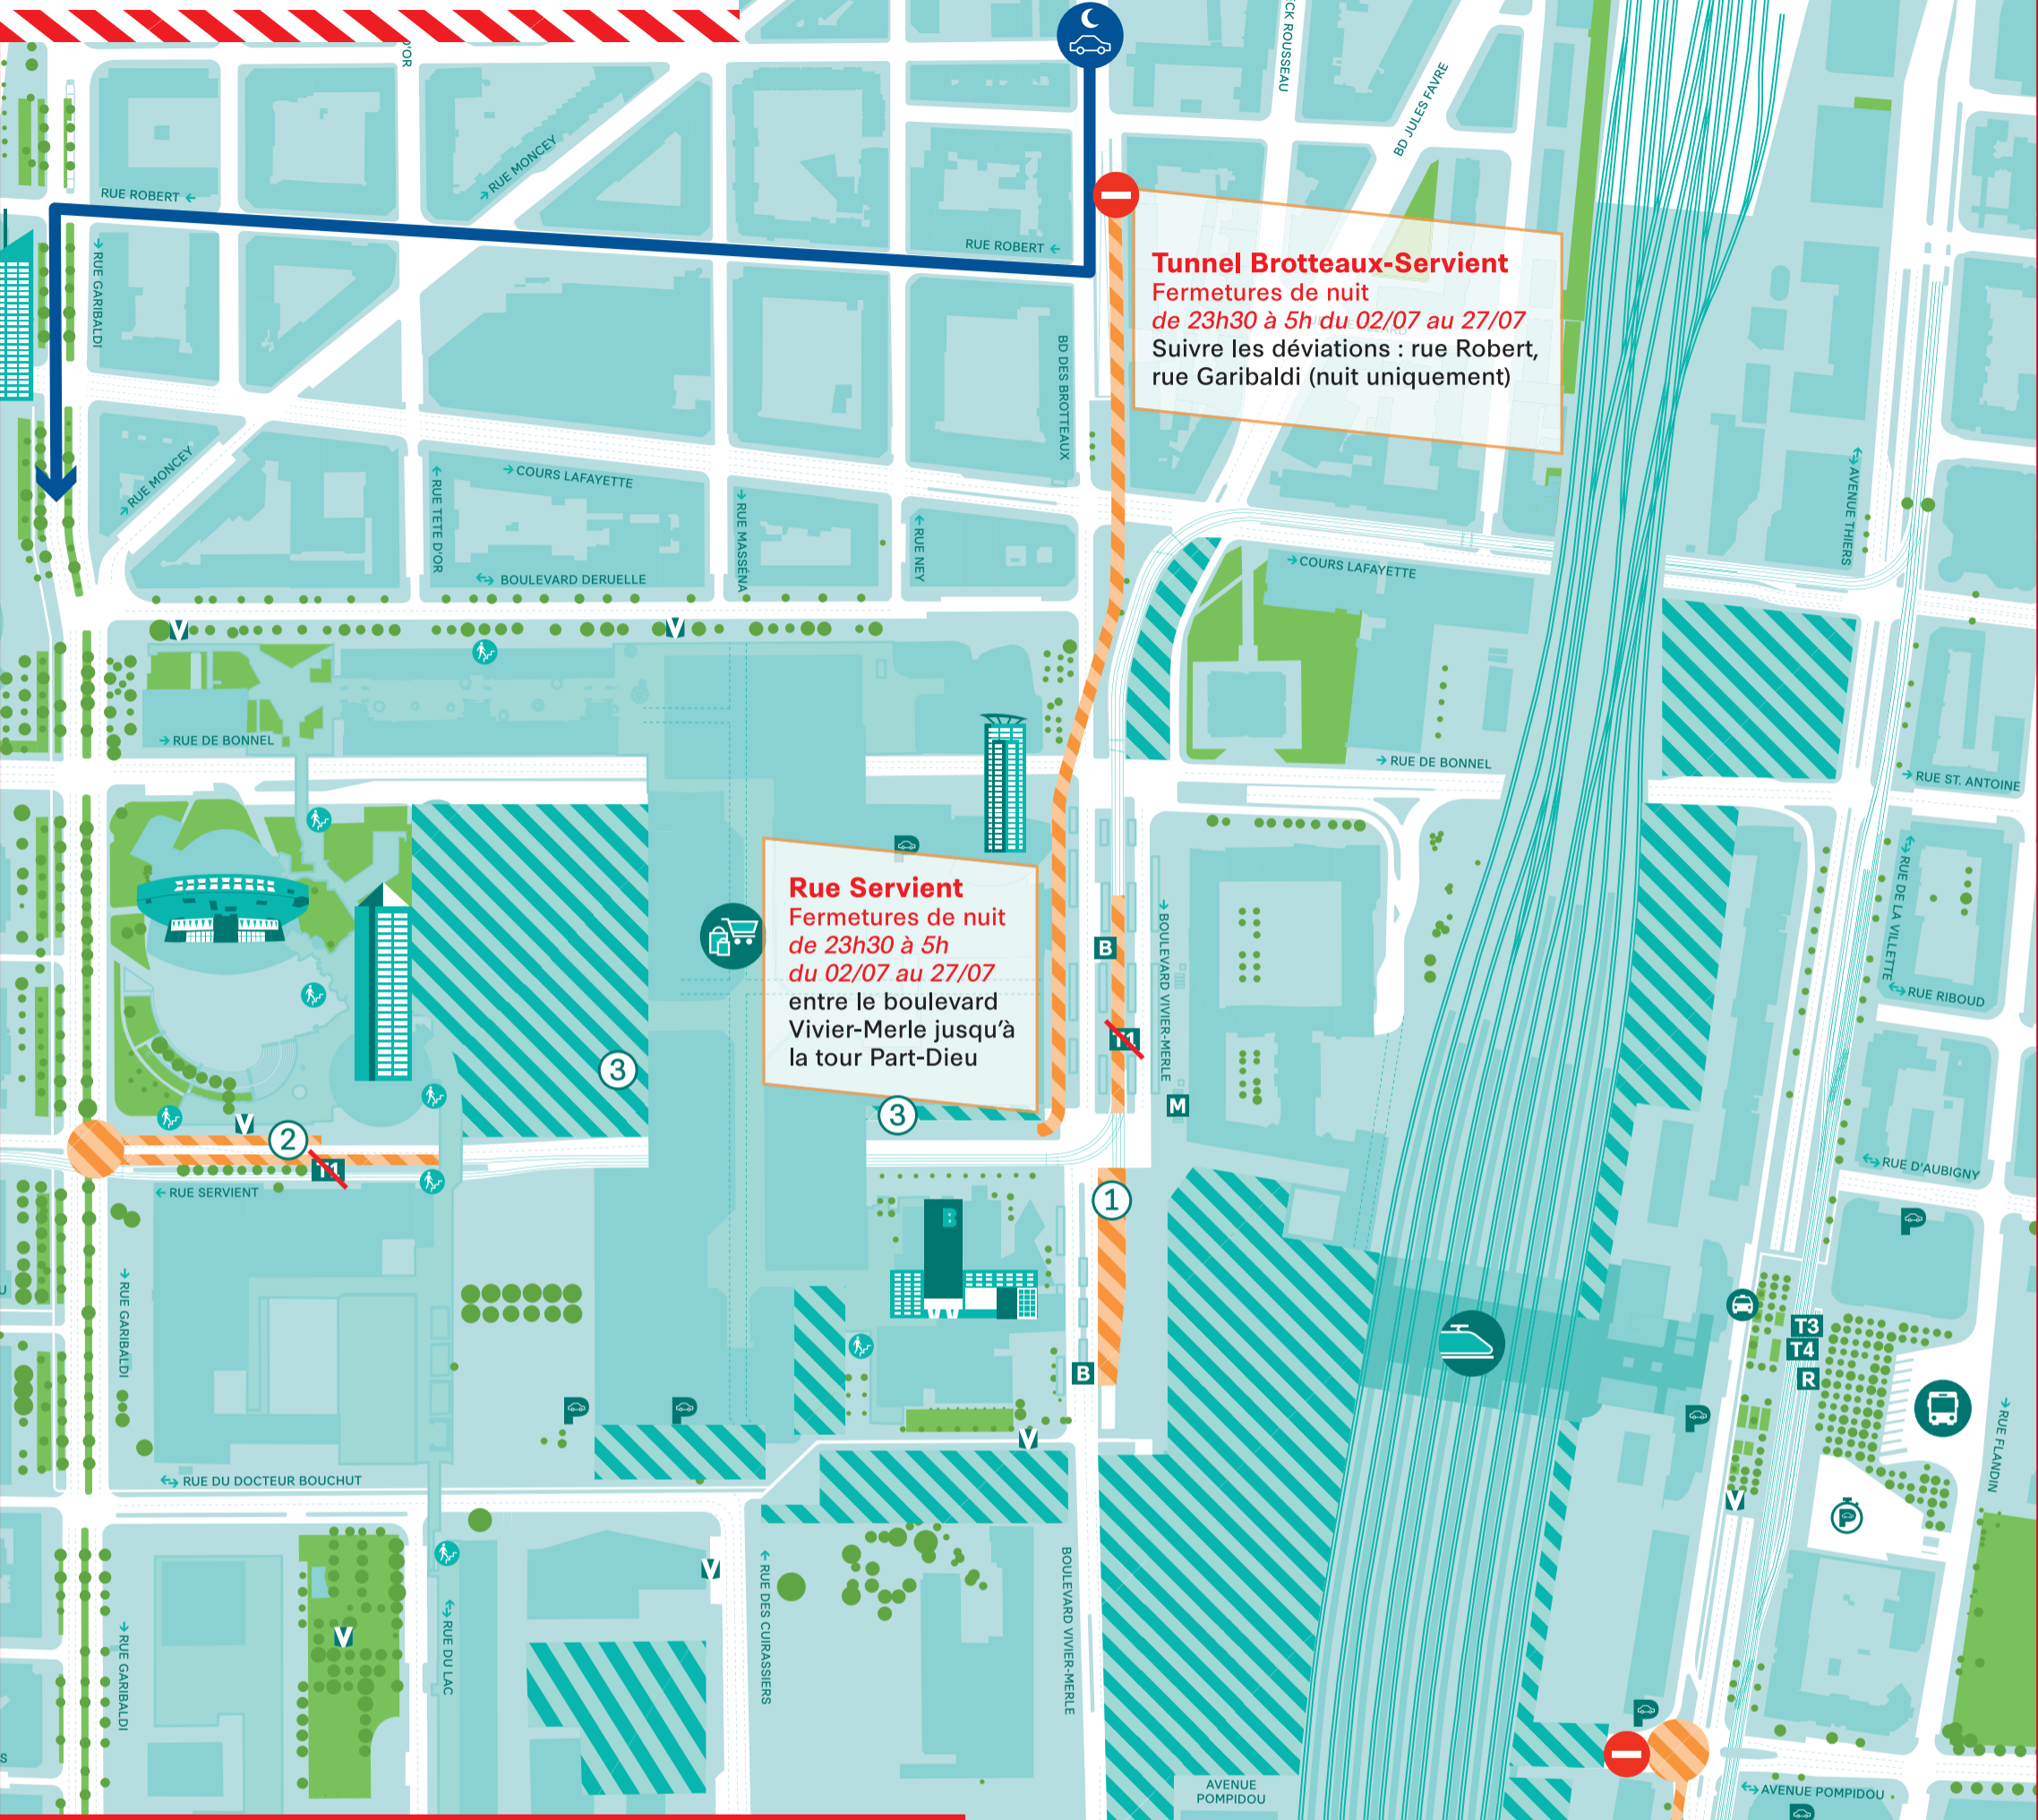 D'OR
CK ROUSSEAU
BD JULES FAVRE
→ RUE MONCEY
RUE ROBERT ←
RUE ROBERT ←
→ RUE GARIBALDI
Tunnel Brotteaux-Servient
Fermetures de nuit
de 23h30 à 5h du 02/07 au 27/07
Suivre les déviations : rue Robert,
rue Garibaldi (nuit uniquement)
BD DES BROTTEAUX
→ RUE MONCEY
← RUE TETE D'OR
→ COURS LAFAYETTE
→ RUE MASSÉNA
← RUE NEY
↔ AVENUE THIERS
→ COURS LAFAYETTE
↔ BOULEVARD DERUELLE
V
V
→ RUE DE BONNEL
→ RUE DE BONNEL
→ RUE ST. ANTOINE
P
↔ RUE DE LA VILLETTE
Rue Servient
Fermetures de nuit
de 23h30 à 5h
du 02/07 au 27/07
entre le boulevard
Vivier-Merle jusqu'à
la tour Part-Dieu
B
→ BOULEVARD VIVIER-MERLE
↔ RUE RIBOUD
T1
3
3
M
V
2
T1
← RUE SERVIENT
↔ RUE D'AUBIGNY
1
B
P
→ RUE GARIBALDI
T3
T4
R
B
P
P
P
→ RUE FLANDIN
V
↔ RUE DU DOCTEUR BOUCHUT
V
P
V
← RUE DES CUIRASSIERS
BOULEVARD VIVIER-MERLE
↔ RUE DU LAC
→ RUE GARIBALDI
V
P
S
AVENUE
POMPIDOU
↔ AVENUE POMPIDOU
P